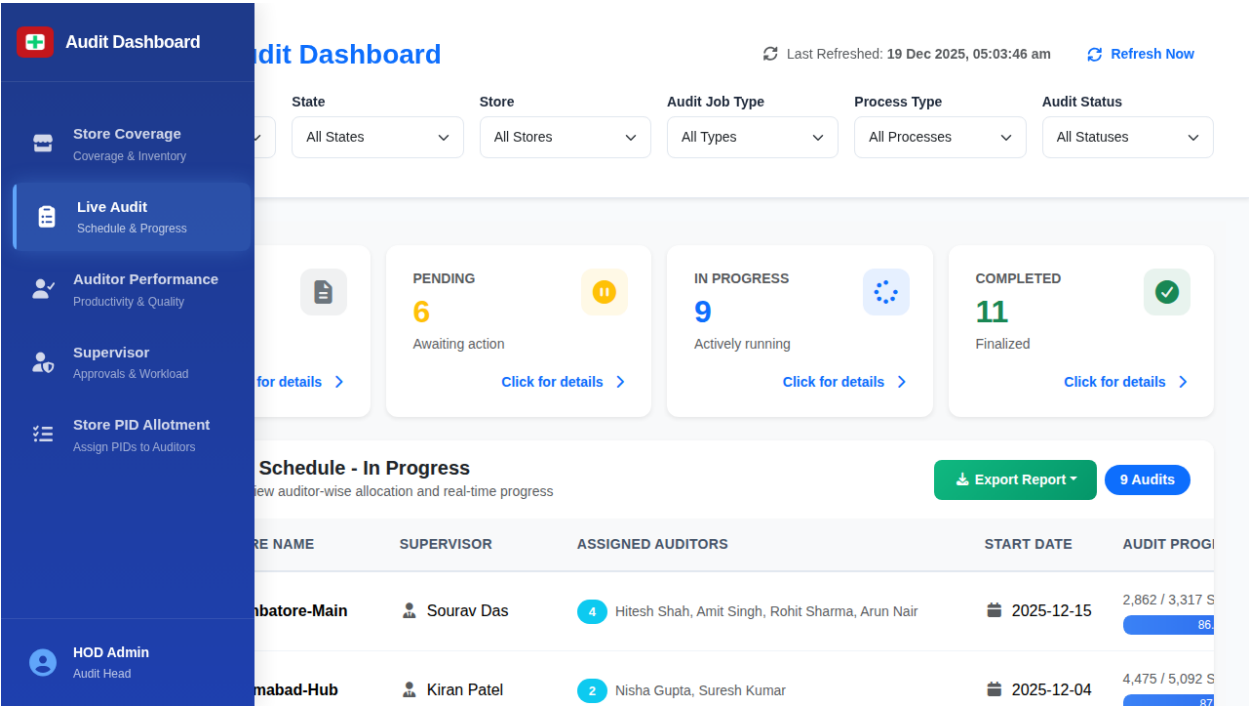 Audit Dashboard
Store Coverage
Coverage & Inventory
Live Audit
Schedule & Progress
Auditor Performance
Productivity & Quality
Supervisor
Approvals & Workload
Store PID Allotment
Assign PIDs to Auditors
HOD Admin
Audit Head
dit Dashboard
Last Refreshed: 19 Dec 2025, 05:03:46 am
Refresh Now
State
Store
Audit Job Type
Process Type
Audit Status
All States
All Stores
All Types
All Processes
All Statuses
for details
PENDING
6
Awaiting action
Click for details
IN PROGRESS
9
Actively running
Click for details
COMPLETED
11
Finalized
Click for details
Schedule - In Progress
iew auditor-wise allocation and real-time progress
Export Report
9 Audits
RE NAME SUPERVISOR ASSIGNED AUDITORS START DATE AUDIT PROG
mbatore-Main Sourav Das 4 Hitesh Shah, Amit Singh, Rohit Sharma, Arun Nair 2025-12-15 2,862 / 3,317 S
86.
mabad-Hub Kiran Patel 2 Nisha Gupta, Suresh Kumar 2025-12-04 4,475 / 5,092 S
87